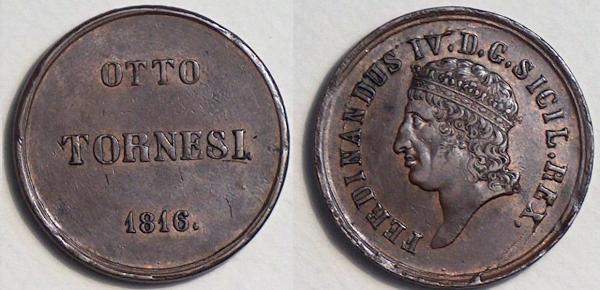 OTTO
TORNESI.
1816.
FERDINANDUS IV. D. G. SICIL. REX.